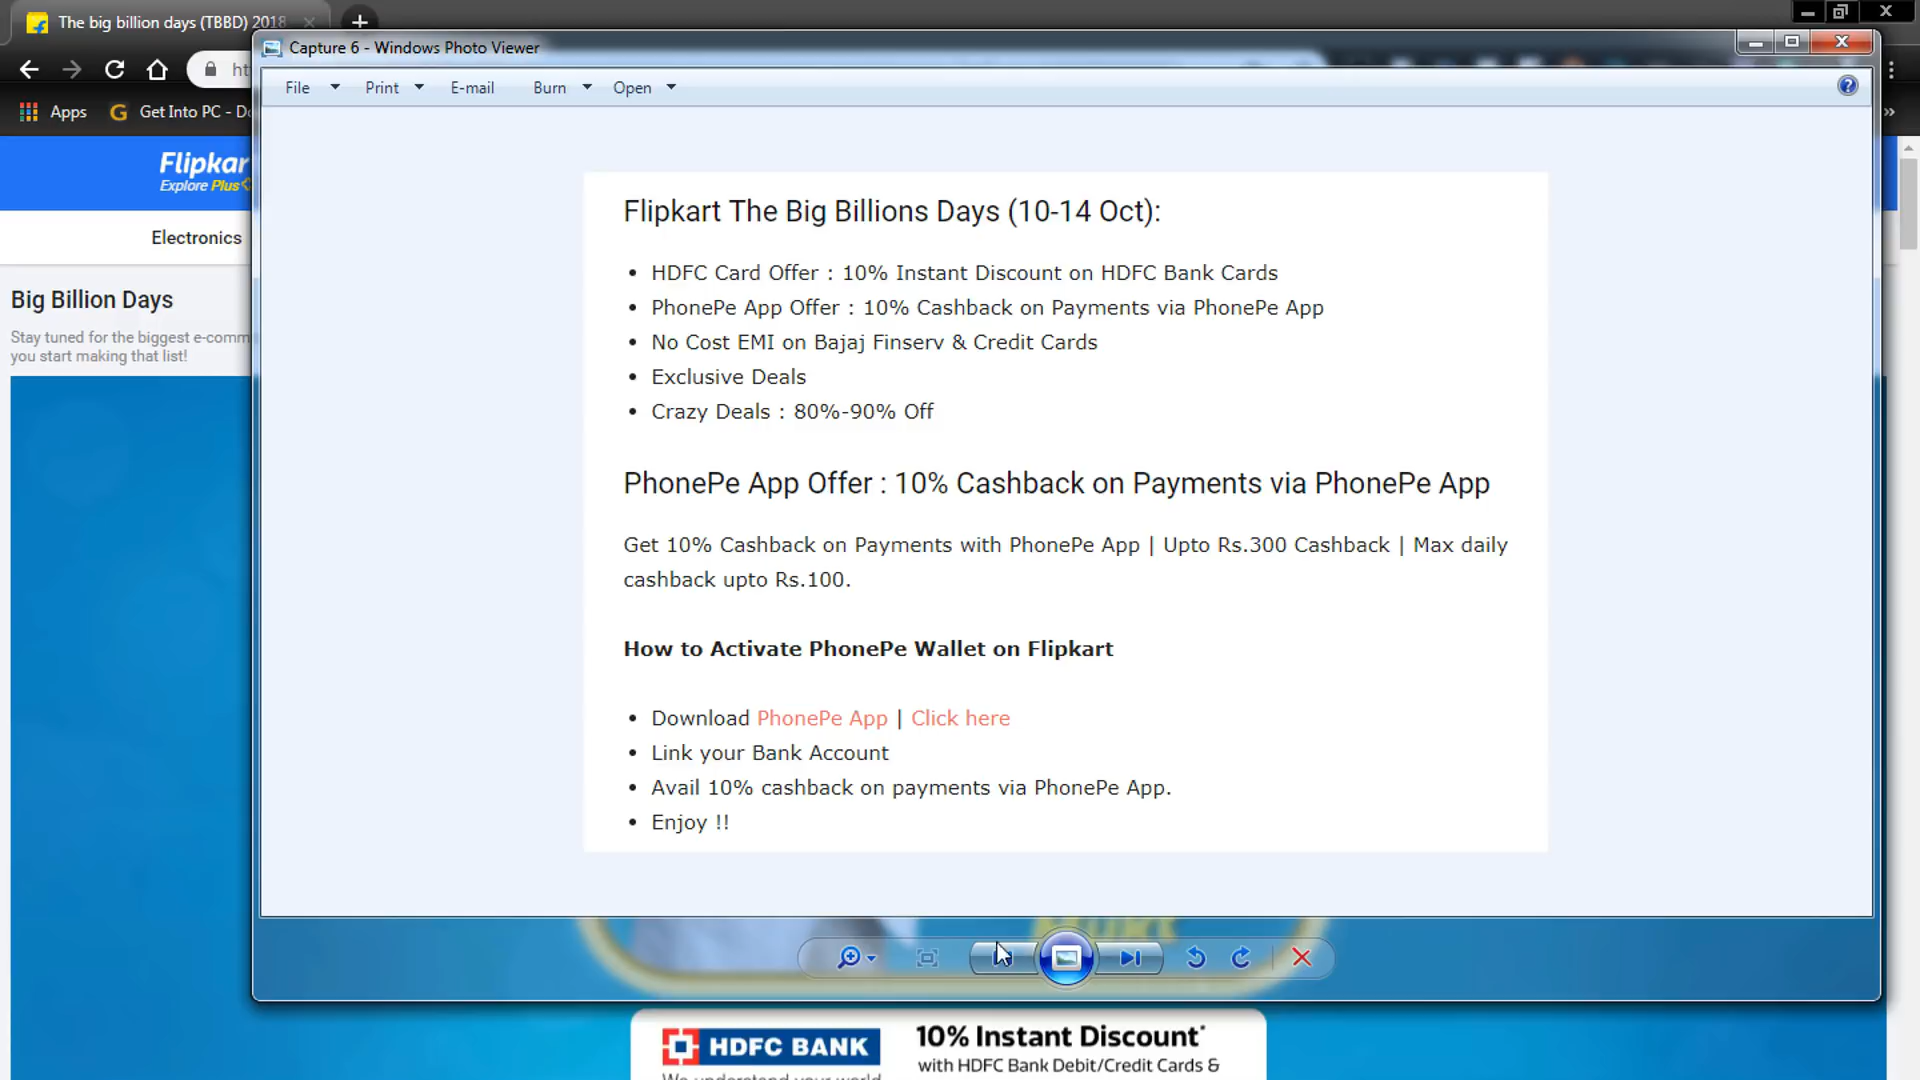 The big billion days (TBBD) 2018
Capture 6 - Windows Photo Viewer
File
Print
E-mail
Burn
Open
Apps
Get Into PC - Do
Flipkar
Explore Plus
Electronics
Big Billion Days
Stay tuned for the biggest e-comm
you start making that list!
Flipkart The Big Billions Days (10-14 Oct):
• HDFC Card Offer : 10% Instant Discount on HDFC Bank Cards
• PhonePe App Offer : 10% Cashback on Payments via PhonePe App
• No Cost EMI on Bajaj Finserv & Credit Cards
• Exclusive Deals
• Crazy Deals : 80%-90% Off
PhonePe App Offer : 10% Cashback on Payments via PhonePe App
Get 10% Cashback on Payments with PhonePe App | Upto Rs.300 Cashback | Max daily
cashback upto Rs.100.
How to Activate PhonePe Wallet on Flipkart
• Download PhonePe App | Click here
• Link your Bank Account
• Avail 10% cashback on payments via PhonePe App.
• Enjoy !!
HDFC BANK
We understand your world
10% Instant Discount*
with HDFC Bank Debit/Credit Cards &